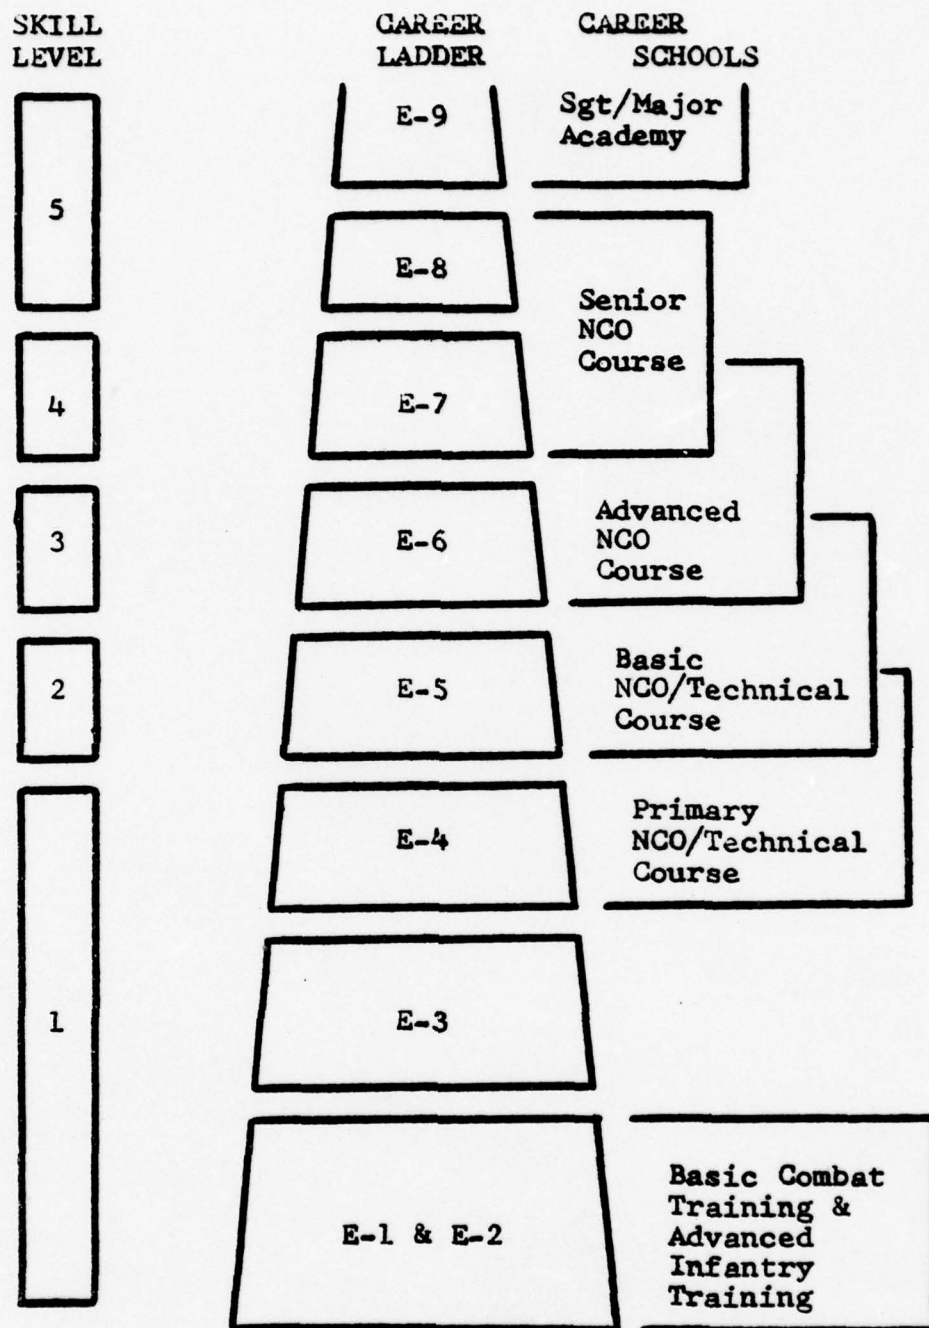 SKILL
LEVEL
CAREER
LADDER
CAREER
SCHOOLS
5
4
3
2
1
E-9
E-8
E-7
E-6
E-5
E-4
E-3
E-1 & E-2
Sgt/Major
Academy
Senior
NCO
Course
Advanced
NCO
Course
Basic
NCO/Technical
Course
Primary
NCO/Technical
Course
Basic Combat
Training &
Advanced
Infantry
Training